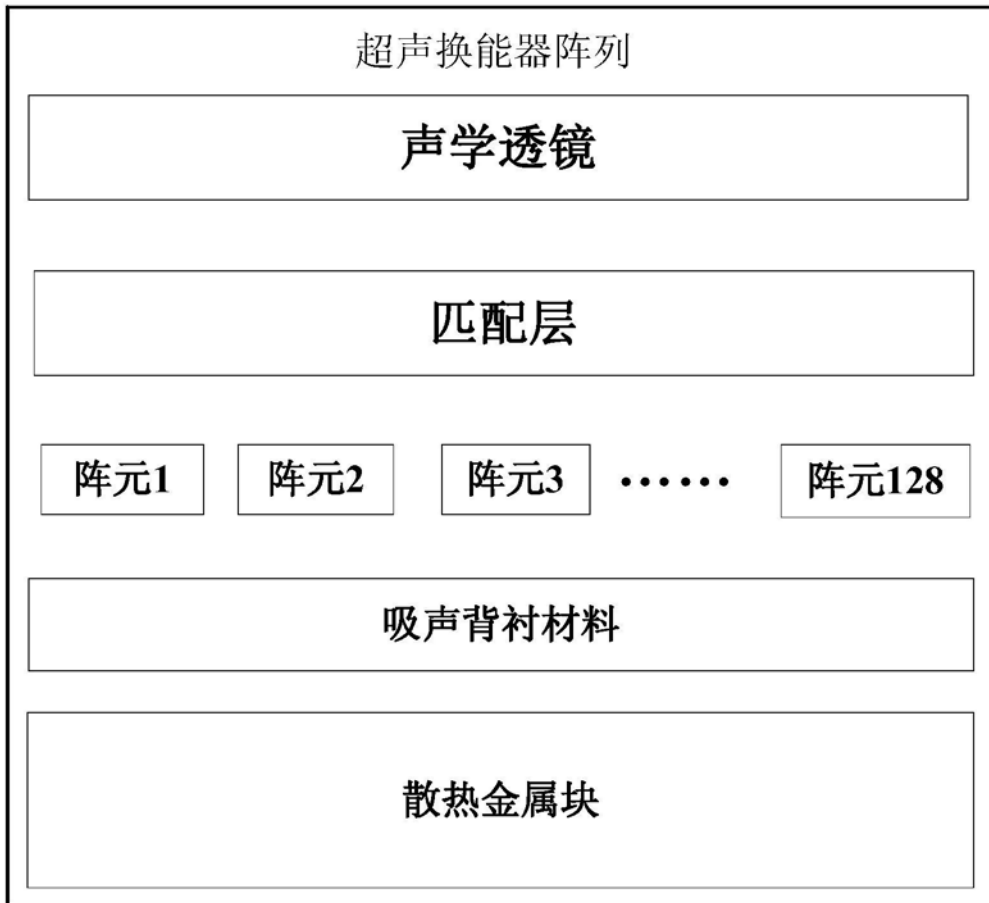 超声换能器阵列
声学透镜
匹配层
阵元1 阵元2 阵元3 …… 阵元128
吸声背衬材料
散热金属块